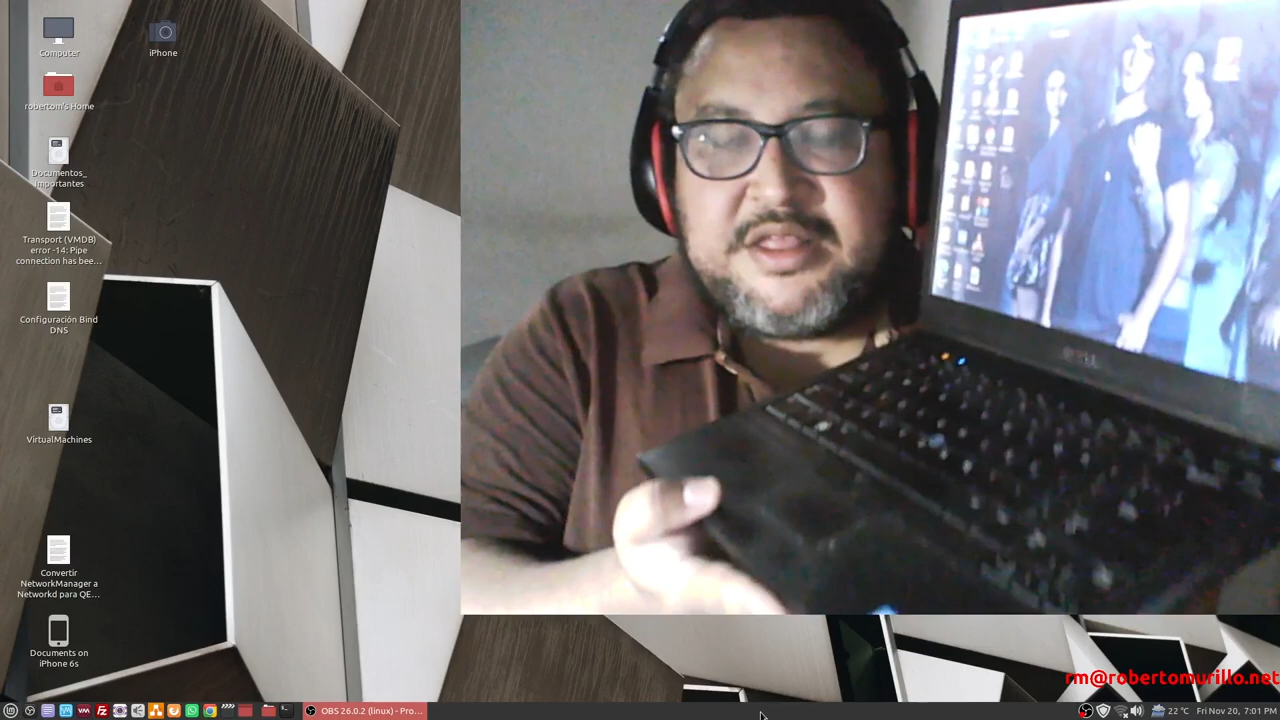 Computer
iPhone
robertom's Home
Documentos_
Importantes
Transport (VMDB)
error -14: Pipe
connection has bee...
Configuración Bind
DNS
VirtualMachines
Convertir
NetworkManager a
Networkd para QE...
Documents on
iPhone 6s
DELL
rm@robertomurillo.net
OBS 26.0.2 (linux) - Pro...
22 °C
Fri Nov 20, 7:01 PM